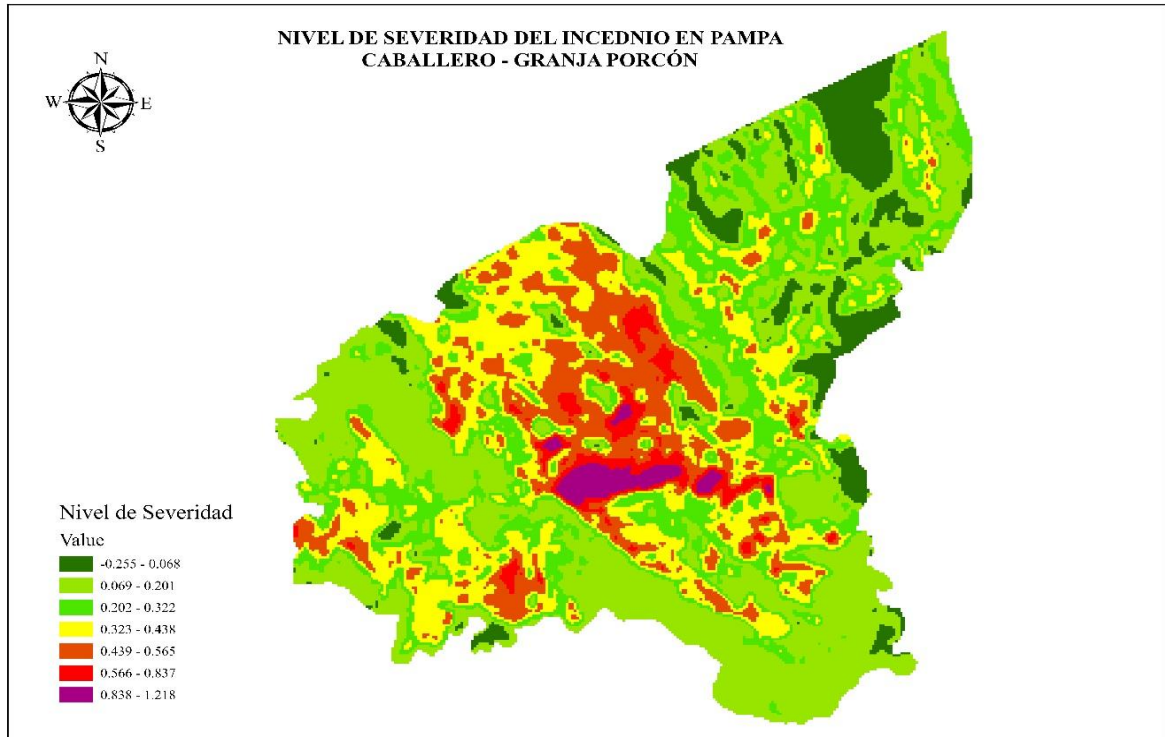 NIVEL DE SEVERIDAD DEL INCEDNIO EN PAMPA
CABALLERO - GRANJA PORCÓN
N
W E
S
Nivel de Severidad
Value
-0.255 - 0.068
0.069 - 0.201
0.202 - 0.322
0.323 - 0.438
0.439 - 0.565
0.566 - 0.837
0.838 - 1.218